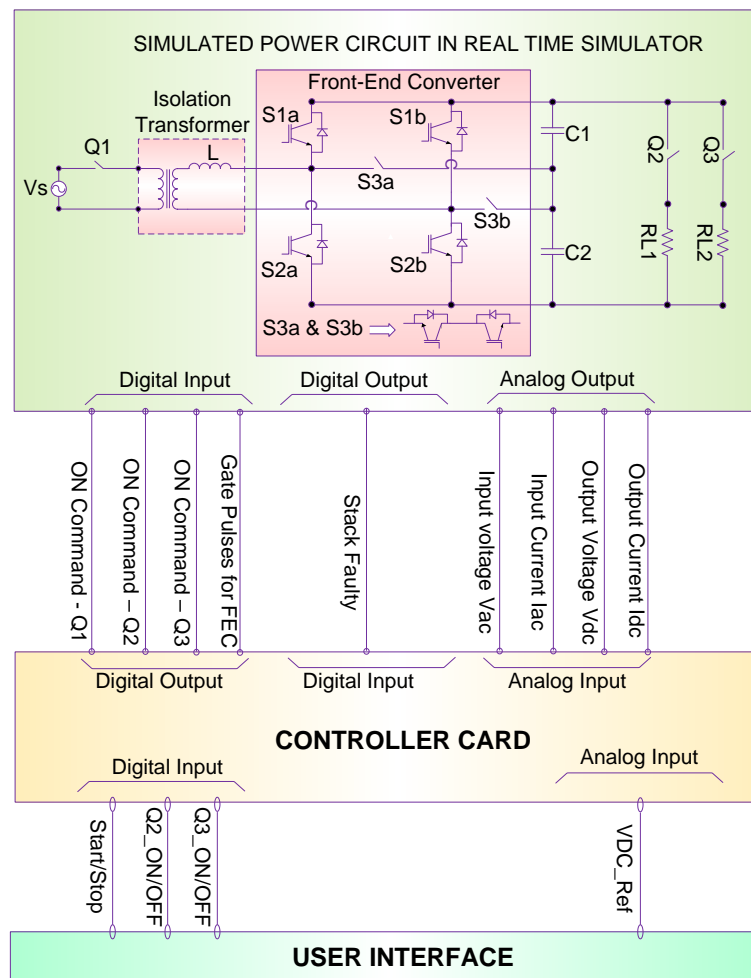 SIMULATED POWER CIRCUIT IN REAL TIME SIMULATOR
Front-End Converter
Isolation
Transformer
S1a
S1b
C1
Q1
L
Q2
Q3
Vs
S3a
S3b
S2a
S2b
C2
RL1
RL2
S3a & S3b
Digital Input
Digital Output
Analog Output
ON Command - Q1
ON Command – Q2
ON Command – Q3
Gate Pulses for FEC
Stack Faulty
Input voltage Vac
Input Current Iac
Output Voltage Vdc
Output Current Idc
Digital Output
Digital Input
Analog Input
CONTROLLER CARD
Digital Input
Analog Input
Start/Stop
Q2_ON/OFF
Q3_ON/OFF
VDC_Ref
USER INTERFACE